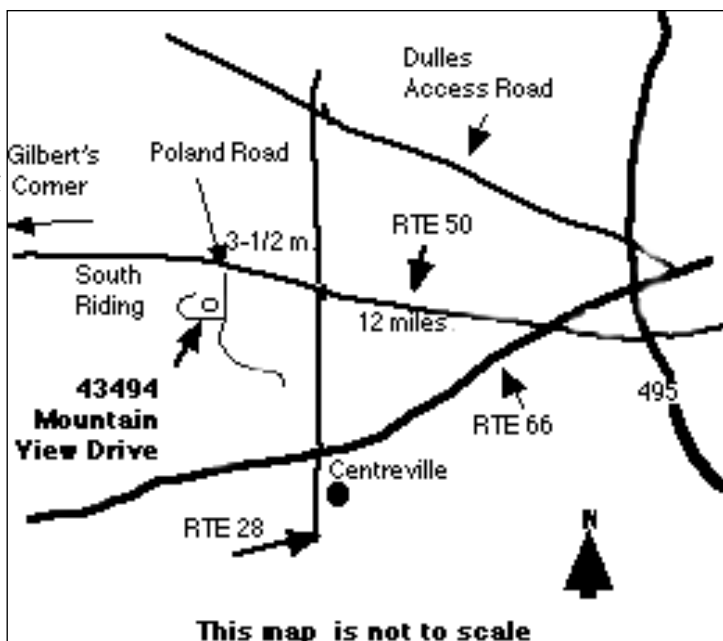 Dulles
Access Road
Gilbert's
Corner
Poland Road
3-1/2 m.
RTE 50
South
Riding
12 miles.
43494
Mountain
View Drive
495
RTE 66
Centreville
RTE 28
N
This map is not to scale